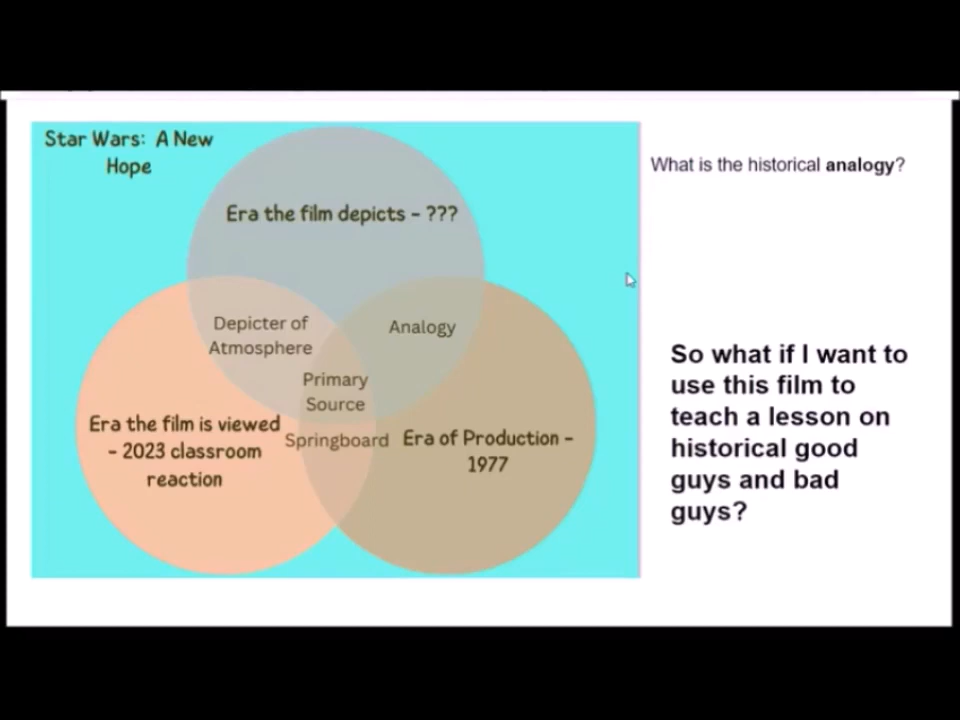 Star Wars: A New
Hope
Era the film depicts - ???
Depicter of
Atmosphere
Analogy
Primary
Source
Era the film is viewed
- 2023 classroom
reaction
Springboard
Era of Production -
1977
What is the historical analogy?
So what if I want to
use this film to
teach a lesson on
historical good
guys and bad
guys?